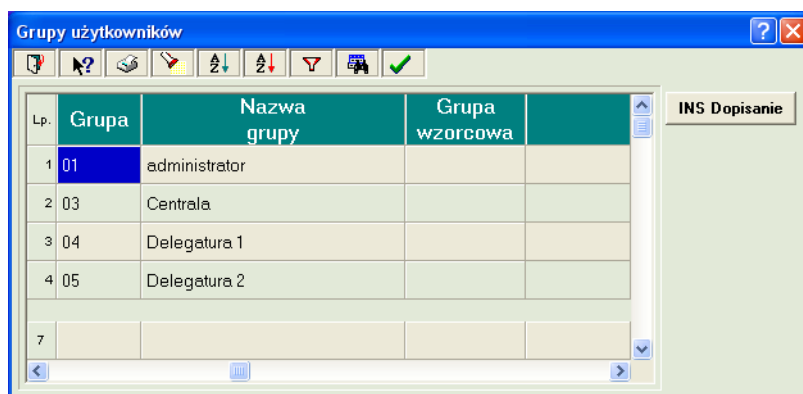 Grupy użytkowników
Lp. Grupa Nazwa grupy Grupa wzorcowa
INS Dopisanie
1 01 administrator
2 03 Centrala
3 04 Delegatura 1
4 05 Delegatura 2
7